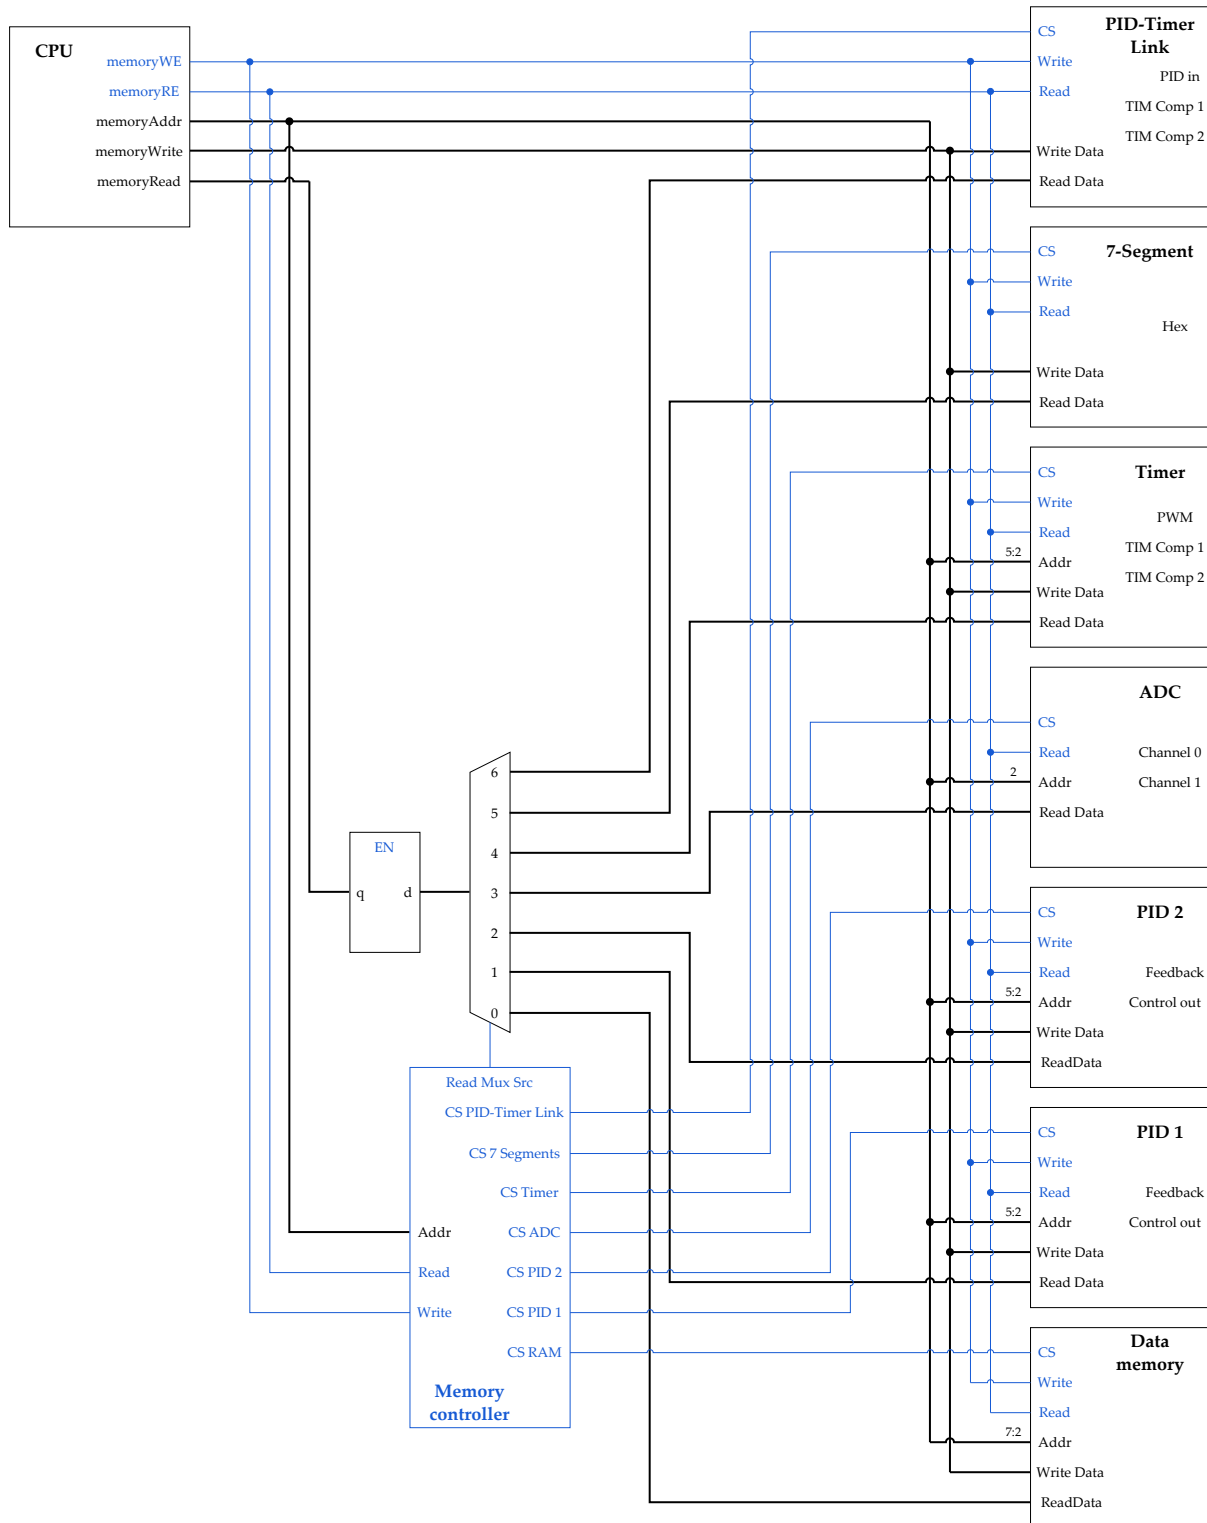 CPU
memoryWE
memoryRE
memoryAddr
memoryWrite
memoryRead
PID-Timer
Link
CS
Write
Read
PID in
TIM Comp 1
TIM Comp 2
Write Data
Read Data
7-Segment
CS
Write
Read
Hex
Write Data
Read Data
Timer
CS
Write
Read
PWM
TIM Comp 1
TIM Comp 2
5:2
Addr
Write Data
Read Data
ADC
CS
Read
Channel 0
2
Addr
Channel 1
Read Data
PID 2
CS
Write
Read
Feedback
5:2
Addr
Control out
Write Data
ReadData
PID 1
CS
Write
Read
Feedback
5:2
Addr
Control out
Write Data
Read Data
Data
memory
CS
Write
Read
7:2
Addr
Write Data
ReadData
EN
q
d
6
5
4
3
2
1
0
Read Mux Src
CS PID-Timer Link
CS 7 Segments
CS Timer
Addr
CS ADC
Read
CS PID 2
Write
CS PID 1
CS RAM
Memory
controller